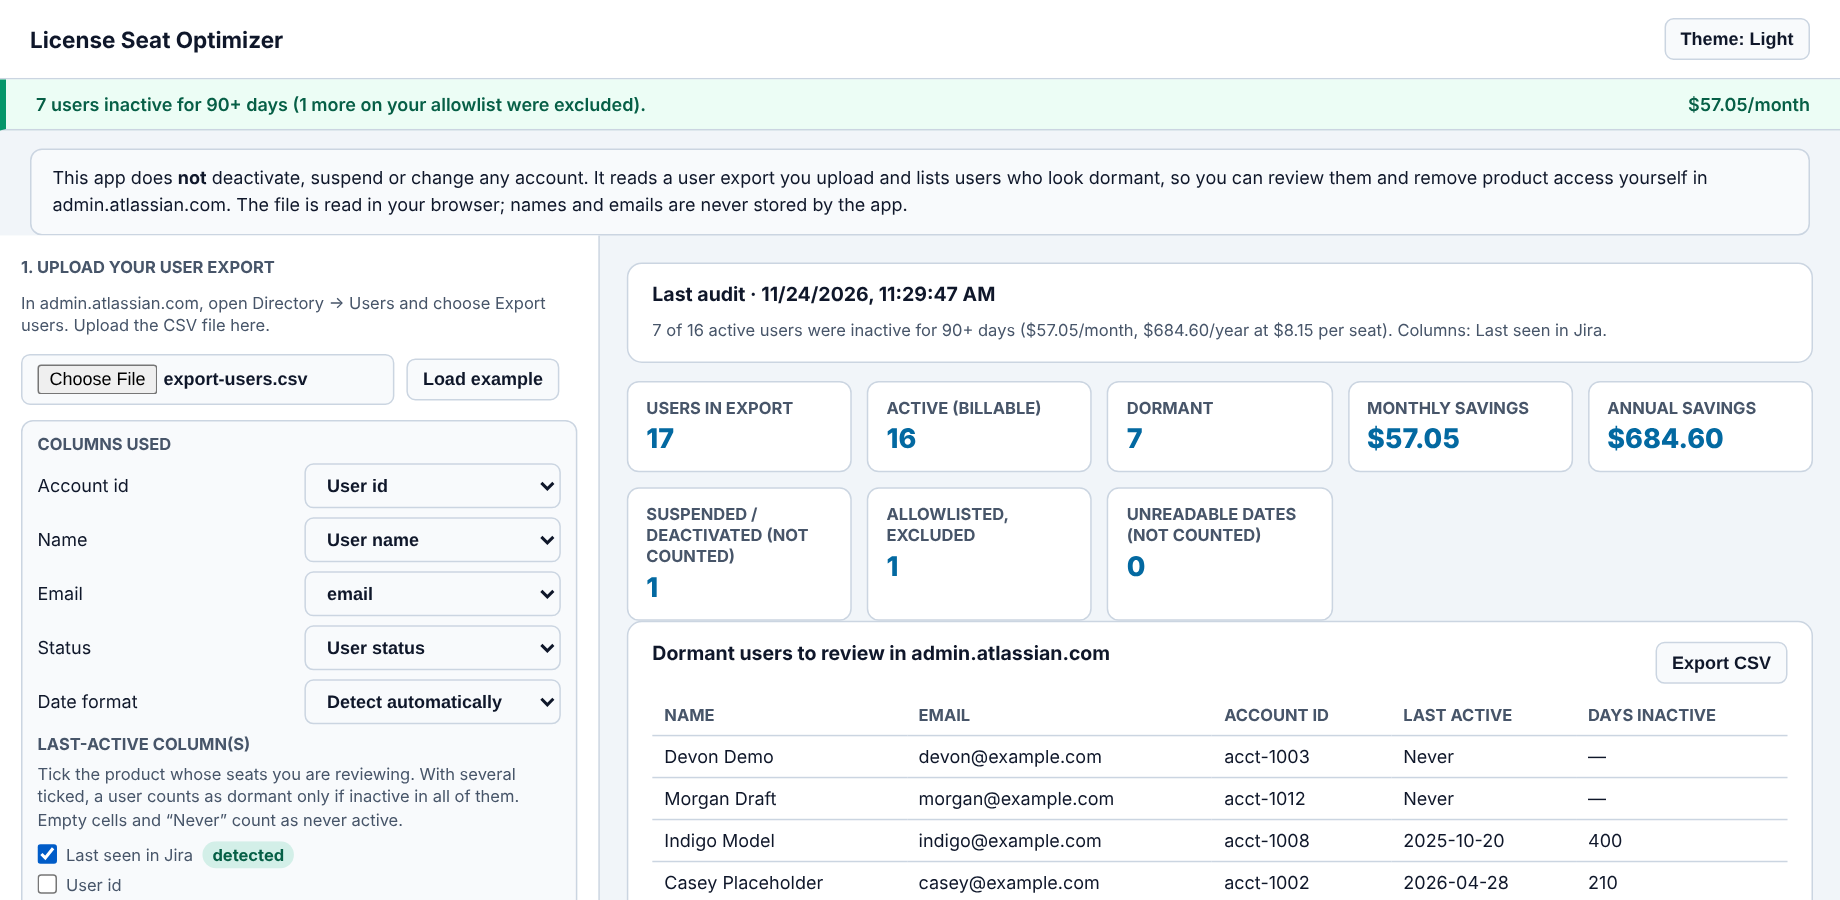 License Seat Optimizer
Theme: Light
7 users inactive for 90+ days (1 more on your allowlist were excluded).
$57.05/month
This app does not deactivate, suspend or change any account. It reads a user export you upload and lists users who look dormant, so you can review them and remove product access yourself in
admin.atlassian.com. The file is read in your browser; names and emails are never stored by the app.
1. UPLOAD YOUR USER EXPORT
In admin.atlassian.com, open Directory → Users and choose Export
users. Upload the CSV file here.
Choose File export-users.csv
Load example
COLUMNS USED
Account id
User id
Name
User name
Email
email
Status
User status
Date format
Detect automatically
LAST-ACTIVE COLUMN(S)
Tick the product whose seats you are reviewing. With several
ticked, a user counts as dormant only if inactive in all of them.
Empty cells and “Never” count as never active.
Last seen in Jira detected
User id
Last audit · 11/24/2026, 11:29:47 AM
7 of 16 active users were inactive for 90+ days ($57.05/month, $684.60/year at $8.15 per seat). Columns: Last seen in Jira.
USERS IN EXPORT
17
ACTIVE (BILLABLE)
16
DORMANT
7
MONTHLY SAVINGS
$57.05
ANNUAL SAVINGS
$684.60
SUSPENDED /
DEACTIVATED (NOT
COUNTED)
1
ALLOWLISTED,
EXCLUDED
1
UNREADABLE DATES
(NOT COUNTED)
0
Dormant users to review in admin.atlassian.com
Export CSV
NAME EMAIL ACCOUNT ID LAST ACTIVE DAYS INACTIVE
Devon Demo devon@example.com acct-1003 Never —
Morgan Draft morgan@example.com acct-1012 Never —
Indigo Model indigo@example.com acct-1008 2025-10-20 400
Casey Placeholder casey@example.com acct-1002 2026-04-28 210